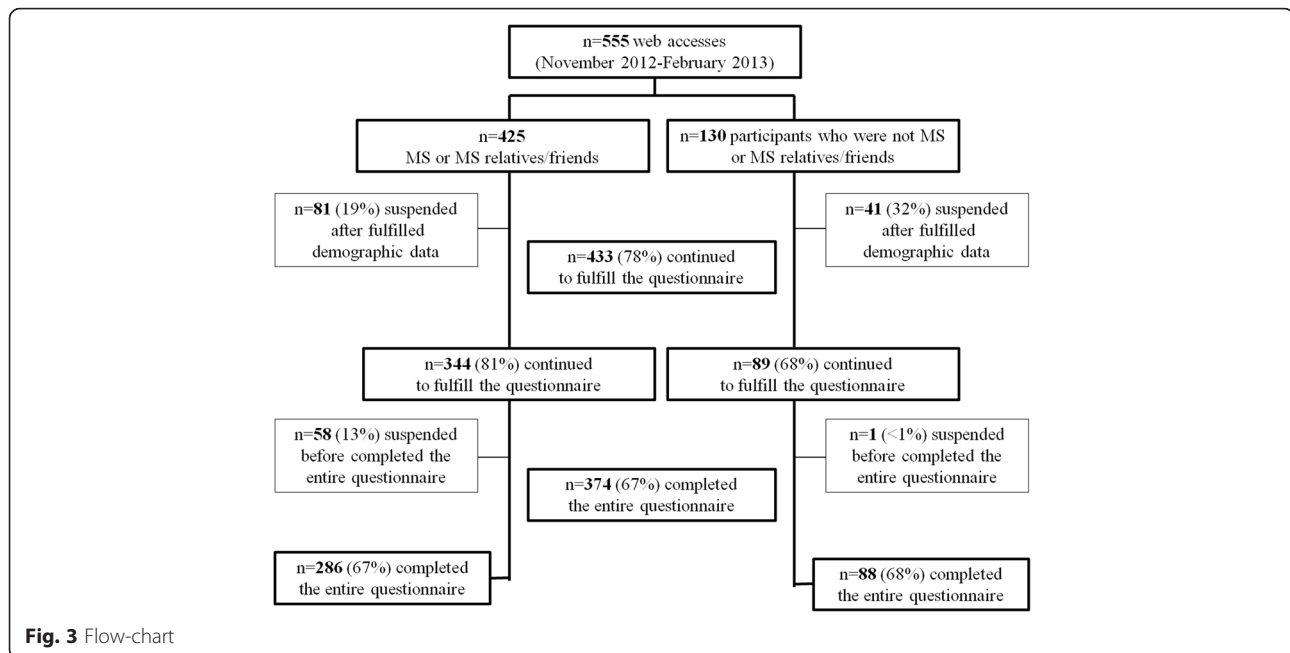 n=555 web accesses
(November 2012-February 2013)
n=425
MS or MS relatives/friends
n=130 participants who were not MS
or MS relatives/friends
n=81 (19%) suspended
after fulfilled
demographic data
n=41 (32%) suspended
after fulfilled
demographic data
n=433 (78%) continued
to fulfill the questionnaire
n=344 (81%) continued
to fulfill the questionnaire
n=89 (68%) continued
to fulfill the questionnaire
n=58 (13%) suspended
before completed the
entire questionnaire
n=1 (<1%) suspended
before completed the
entire questionnaire
n=374 (67%) completed
the entire questionnaire
n=286 (67%) completed
the entire questionnaire
n=88 (68%) completed
the entire questionnaire
Fig. 3 Flow-chart